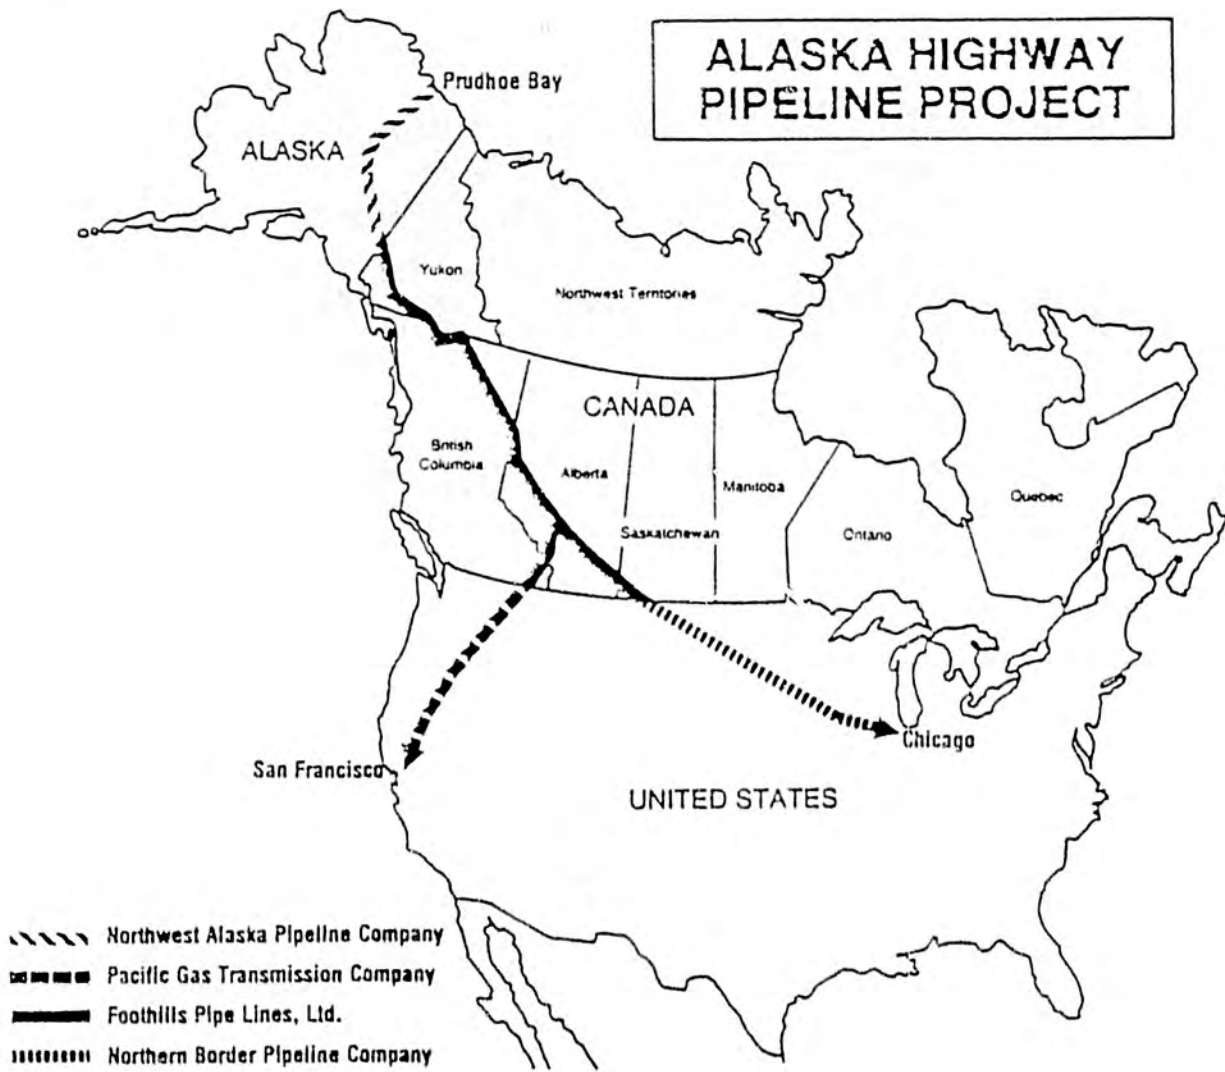 ALASKA HIGHWAY
PIPELINE PROJECT
Prudhoe Bay
ALASKA
Yukon
Northwest Territories
CANADA
British
Columbia
Alberta
Manitoba
Saskatchewan
Ontario
Quebec
Chicago
San Francisco
UNITED STATES
Northwest Alaska Pipeline Company
Pacific Gas Transmission Company
Foothills Pipe Lines, Ltd.
Northern Border Pipeline Company